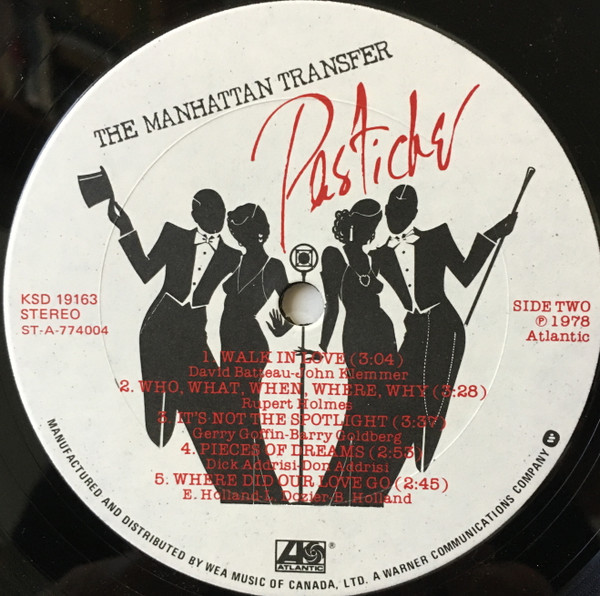 THE MANHATTAN TRANSFER
Pastiche
KSD 19163
STEREO
ST-A-774004
SIDE TWO
℗ 1978
Atlantic
1. WALK IN LOVE (3:04)
David Batteau-John Klemmer
2. WHO, WHAT, WHEN, WHERE, WHY (3:28)
Rupert Holmes
3. IT'S NOT THE SPOTLIGHT (3:37)
Gerry Goffin-Barry Goldberg
4. PIECES OF DREAMS (2:53)
Dick Addrisi-Don Addrisi
5. WHERE DID OUR LOVE GO (2:45)
E. Holland-L. Dozier-B. Holland
ATLANTIC ®
MANUFACTURED AND DISTRIBUTED BY WEA MUSIC OF CANADA, LTD. A WARNER COMMUNICATIONS COMPANY